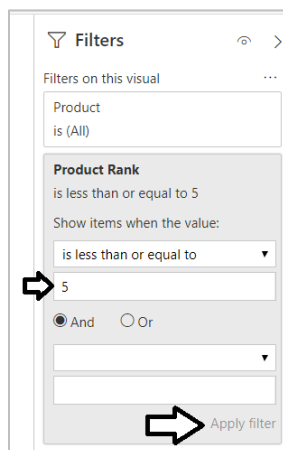 Filters
Filters on this visual
Product
is (All)
Product Rank
is less than or equal to 5
Show items when the value:
is less than or equal to
5
And Or
Apply filter